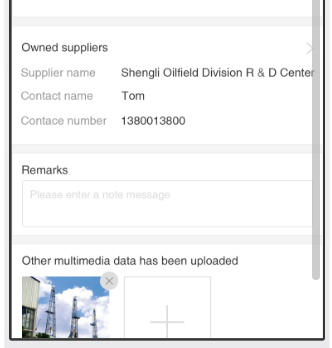 Owned suppliers
Supplier name Shengli Oilfield Division R & D Center
Contact name Tom
Contace number 1380013800
Remarks
Please enter a note message
Other multimedia data has been uploaded